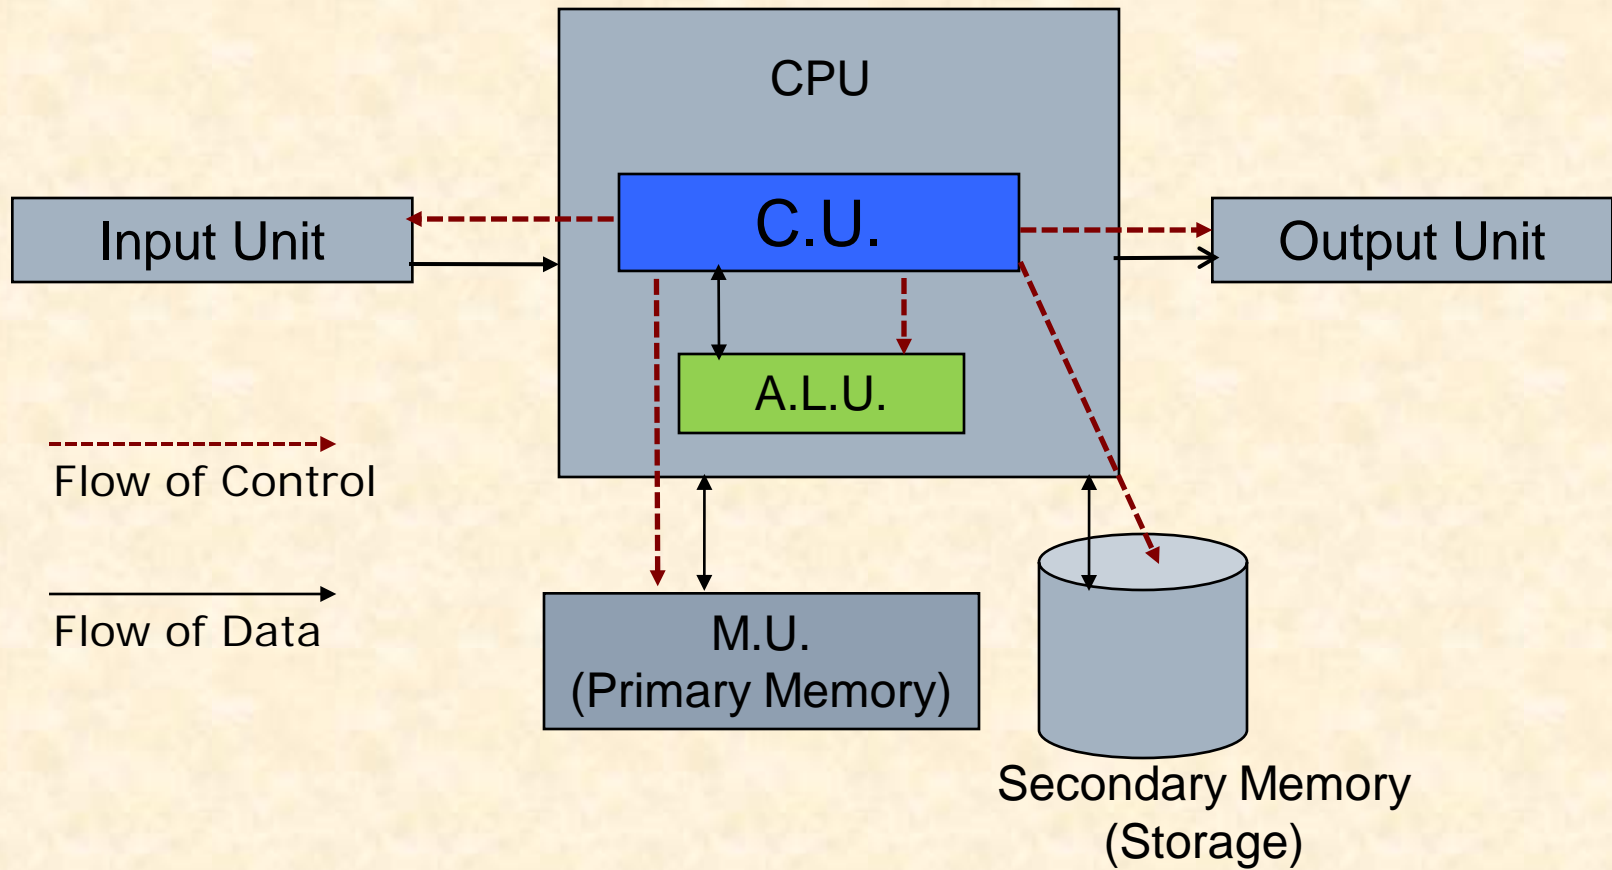 CPU
Input Unit
C.U.
Output Unit
A.L.U.
Flow of Control
Flow of Data
M.U.
(Primary Memory)
Secondary Memory
(Storage)